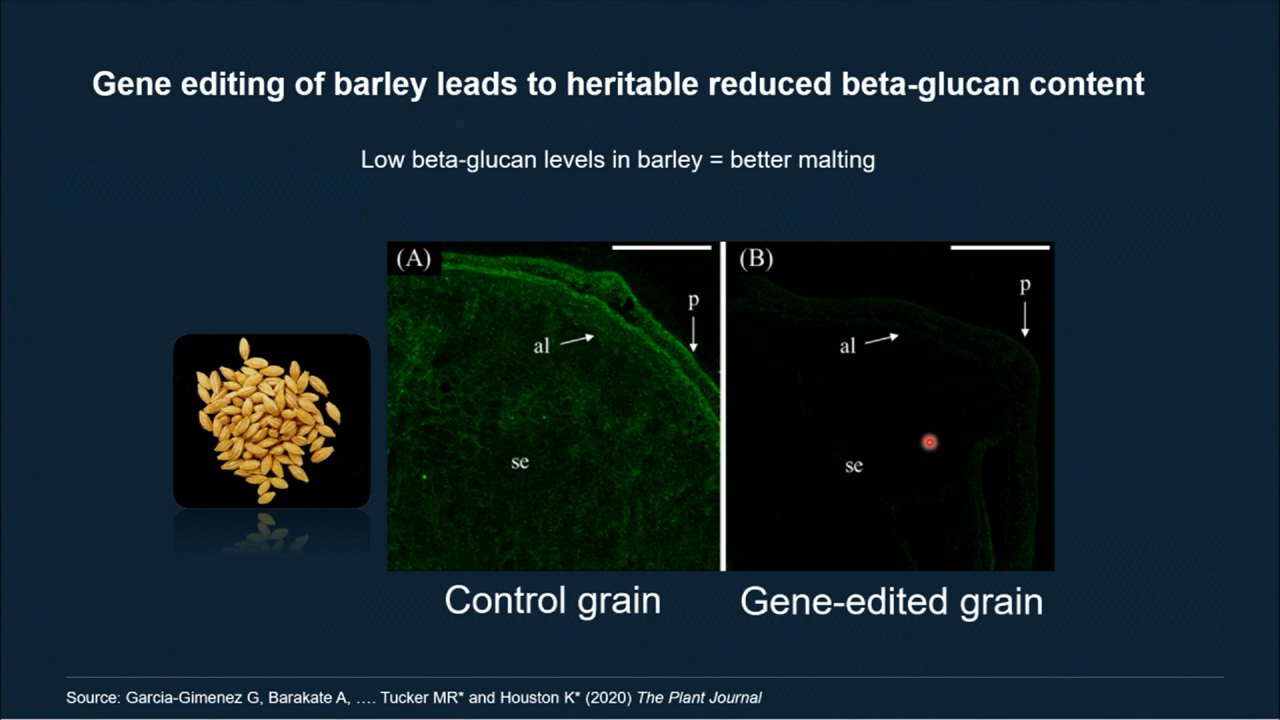 Gene editing of barley leads to heritable reduced beta-glucan content
Low beta-glucan levels in barley = better malting
(A)
p
al
se
(B)
p
al
se
Control grain
Gene-edited grain
Source: Garcia-Gimenez G, Barakate A, …. Tucker MR* and Houston K* (2020) The Plant Journal